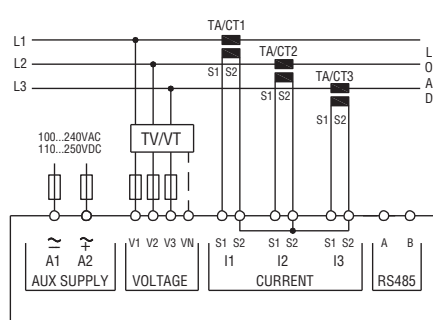 TA/CT1
L1
L2
TA/CT2
L
O
A
D
L3
S1 S2
TA/CT3
S1 S2
S1 S2
100...240VAC
110...250VDC
TV/VT
V1 V2 V3 VN S1 S2 S1 S2 S1 S2 A B
A1 A2 I1 I2 I3
AUX SUPPLY VOLTAGE CURRENT RS485